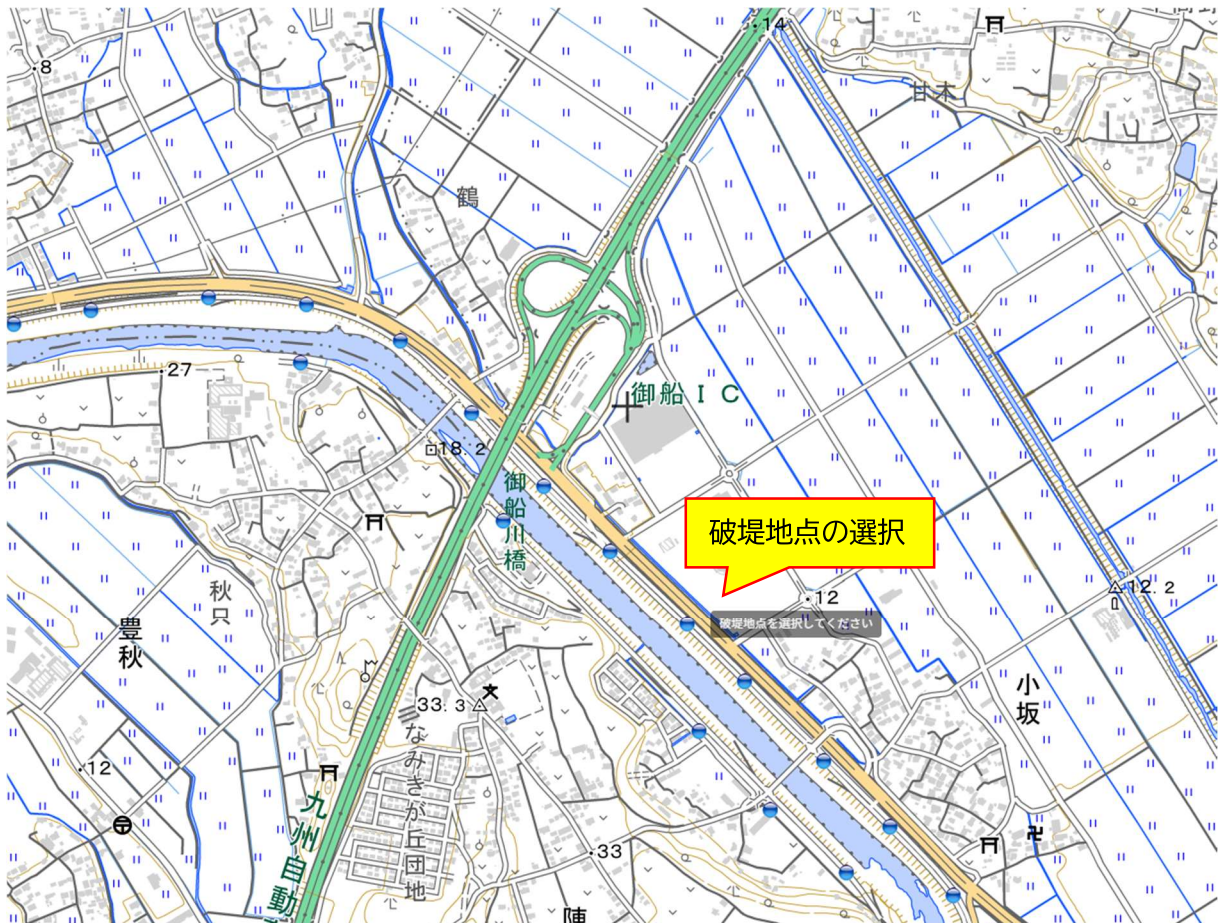 14
8
甘木
鶴
27
御船IC
18.2
御船川橋
破堤地点の選択
12
12.2
破堤地点を選択してください
秋只
豊秋
33.3
小坂
なみきが丘団地
12
九州自動
33
陣